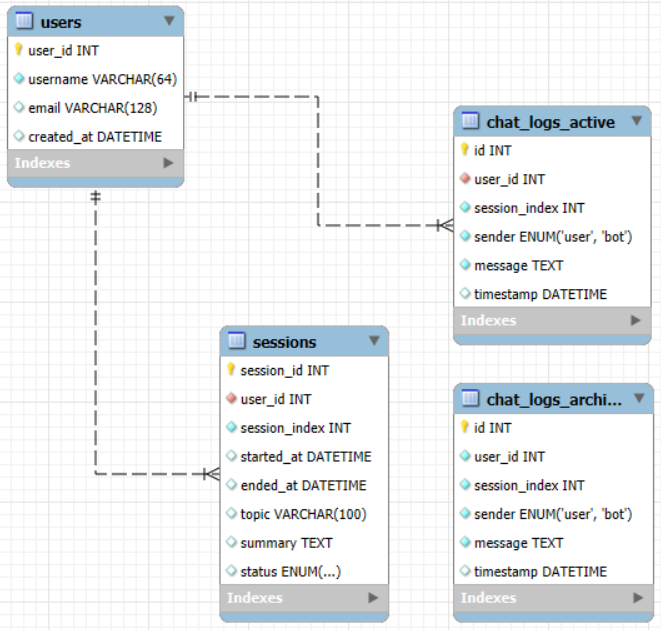 users
user_id INT
username VARCHAR(64)
email VARCHAR(128)
created_at DATETIME
Indexes
chat_logs_active
id INT
user_id INT
session_index INT
sender ENUM('user', 'bot')
message TEXT
timestamp DATETIME
Indexes
sessions
session_id INT
user_id INT
session_index INT
started_at DATETIME
ended_at DATETIME
topic VARCHAR(100)
summary TEXT
status ENUM(...)
Indexes
chat_logs_archi...
id INT
user_id INT
session_index INT
sender ENUM('user', 'bot')
message TEXT
timestamp DATETIME
Indexes